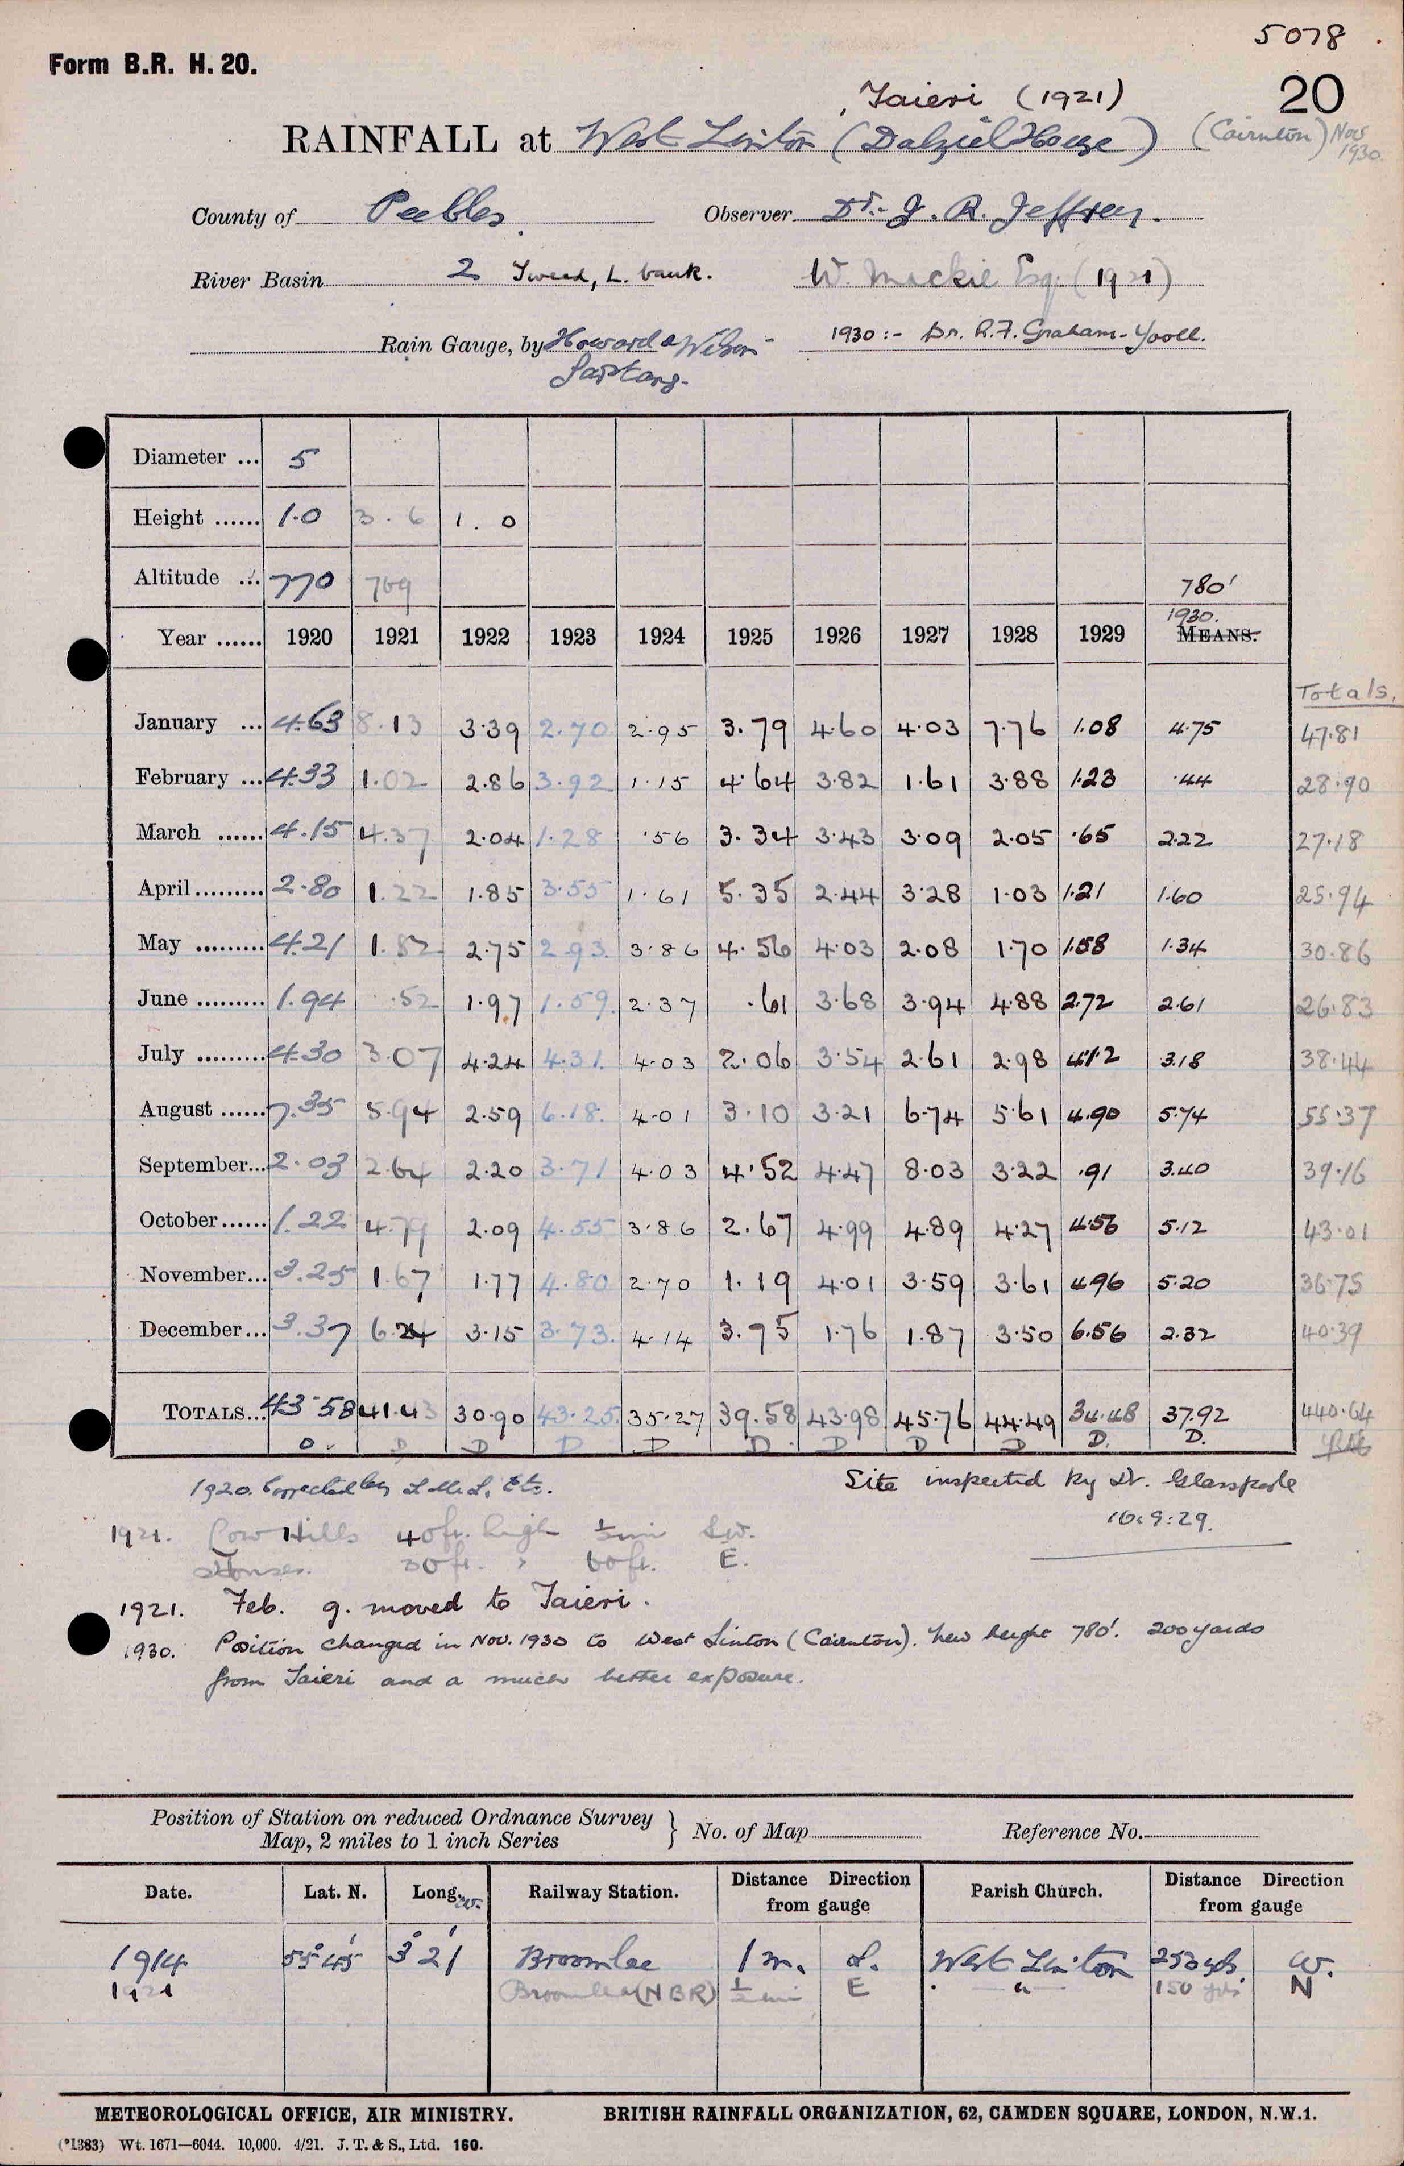 5078
Form B.R. H. 20.
20
Taieri (1921)
RAINFALL at West Linton (Dalziel House) (Cairnton) Nov 1930.
County of Peebles. Observer Dr. J. R. Jeffrey.
River Basin 2 Tweed, L. bank. W. Mackie Esq. (1921)
Rain Gauge, by Howard & Wilson 1930:- Dr. R.F. Graham-Yooll.
Diameter ... 5
Height ...... 1.0 3.6 1.0
Altitude ... 770 769 780'
1930.
Year ...... 1920 1921 1922 1923 1924 1925 1926 1927 1928 1929 MEANS.
Totals.
January ... 4.63 8.13 3.39 2.70 2.95 3.79 4.60 4.03 7.76 1.08 4.75 47.81
February ... 4.33 1.02 2.86 3.92 1.15 4.64 3.82 1.61 3.88 1.23 .44 28.90
March ...... 4.15 4.37 2.04 1.28 .56 3.34 3.43 3.09 2.05 .65 2.22 27.18
April ......... 2.80 1.22 1.85 3.55 1.61 5.35 2.44 3.28 1.03 1.21 1.60 25.94
May ......... 4.21 1.82 2.75 2.93 3.86 4.56 4.03 2.08 1.70 1.58 1.34 30.86
June ......... 1.94 .52 1.97 1.59 2.37 .61 3.68 3.94 4.88 2.72 2.61 26.83
July ......... 4.30 3.07 4.24 4.31 4.03 2.06 3.54 2.61 2.98 4.12 3.18 38.44
August ...... 7.35 5.94 2.59 6.18 4.01 3.10 3.21 6.74 5.61 4.90 5.74 55.37
September... 2.03 2.64 2.20 3.71 4.03 4.52 4.47 8.03 3.22 .91 3.40 39.16
October...... 1.22 4.79 2.09 4.55 3.86 2.67 4.99 4.89 4.27 4.56 5.12 43.01
November... 3.25 1.67 1.77 4.80 2.70 1.19 4.01 3.59 3.61 4.96 5.20 36.75
December... 3.37 6.24 3.15 3.73 4.14 3.75 1.76 1.87 3.50 6.56 2.32 40.39
TOTALS... 43.58 41.43 30.90 43.25 35.27 39.58 43.98 45.76 44.49 34.48 37.92 440.64
D. D D D D D. D D D D. D.
1920. Corrected by
Site inspected by Dr. Glasspoole
16.9.29.
1921. Low Hills 40ft. high ½mi S.W.
Houses. 30ft. " 60ft. E.
1921. Feb. g. moved to Taieri.
1930. Position changed in Nov. 1930 to West Linton (Cairnton). New height 780'. 200 yards
from Taieri and a much better exposure.
Position of Station on reduced Ordnance Survey
Map, 2 miles to 1 inch Series } No. of Map Reference No.
Date. Lat. N. Long. W. Railway Station. Distance Direction from gauge Parish Church. Distance Direction from gauge
1914 55° 45' 3° 21' Broomlee 1 m. S. West Linton 250 yds. W.
1921 Broomlee (NBR) ½ mi E " 150 yds N
METEOROLOGICAL OFFICE, AIR MINISTRY. BRITISH RAINFALL ORGANIZATION, 62, CAMDEN SQUARE, LONDON, N.W.1.
(*1383) Wt. 1671—6044. 10,000. 4/21. J. T. & S., Ltd. 160.